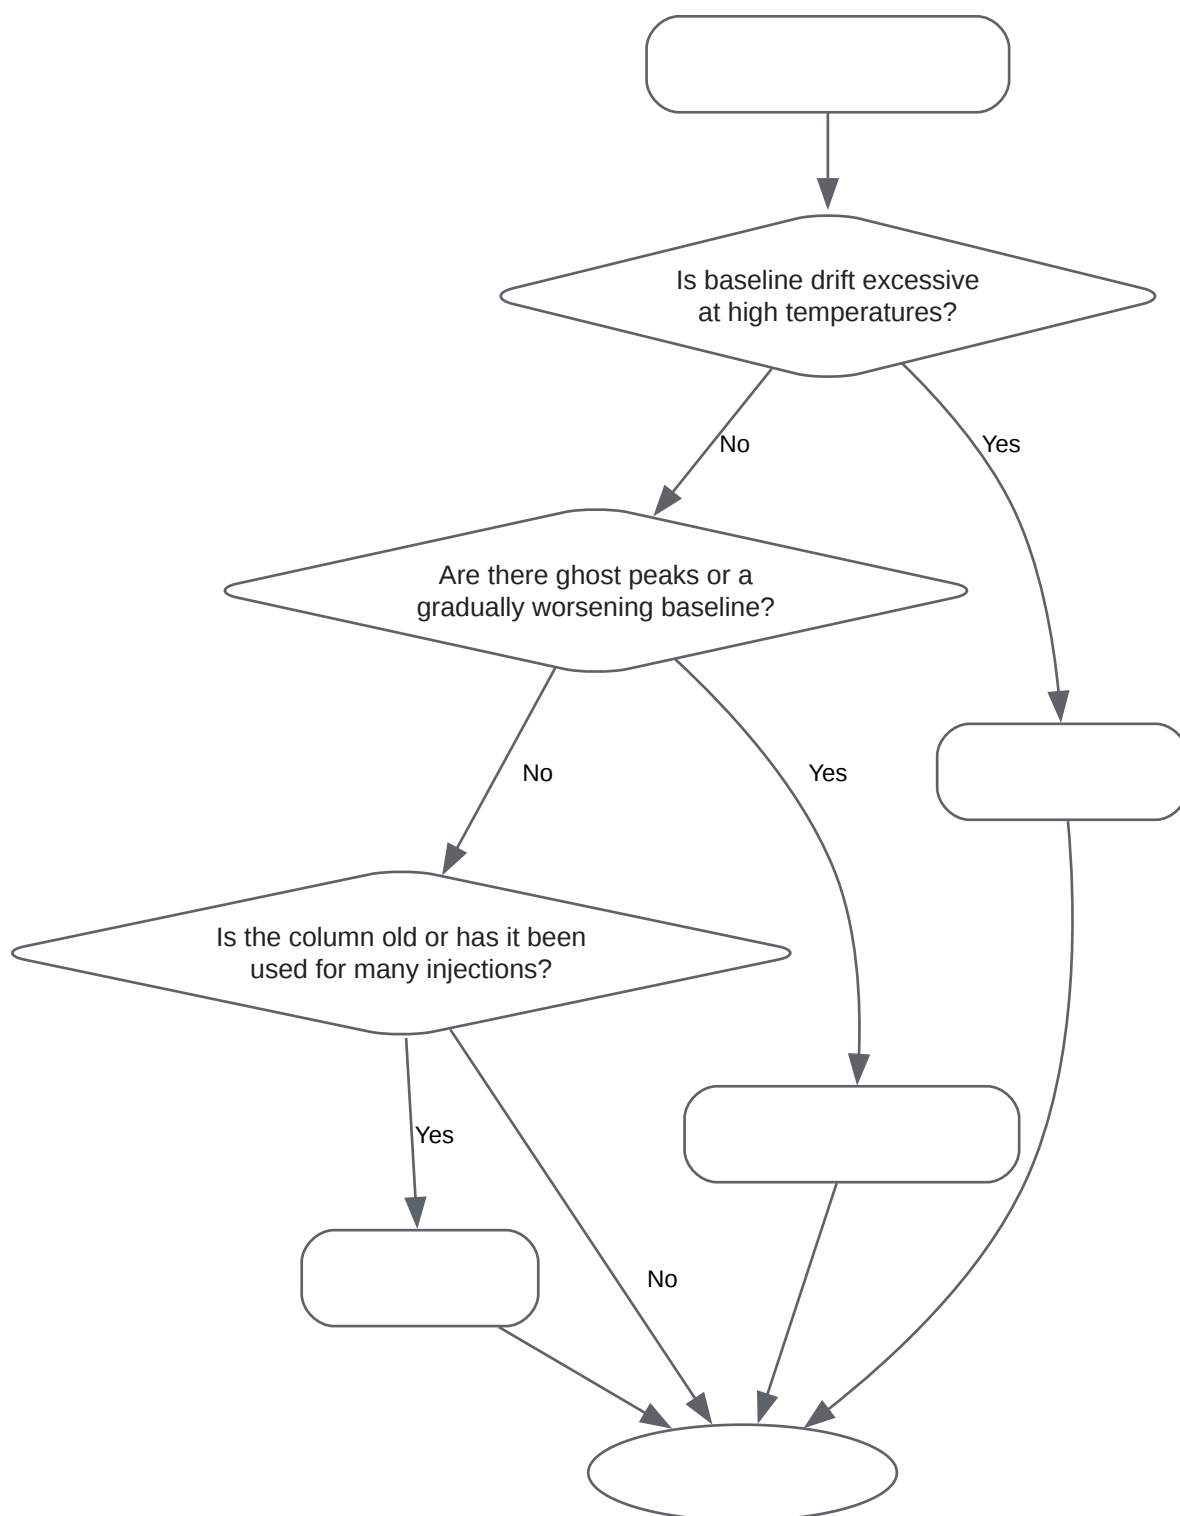 Is baseline drift excessive
at high temperatures?
No
Yes
Are there ghost peaks or a
gradually worsening baseline?
No
Yes
Is the column old or has it been
used for many injections?
Yes
No